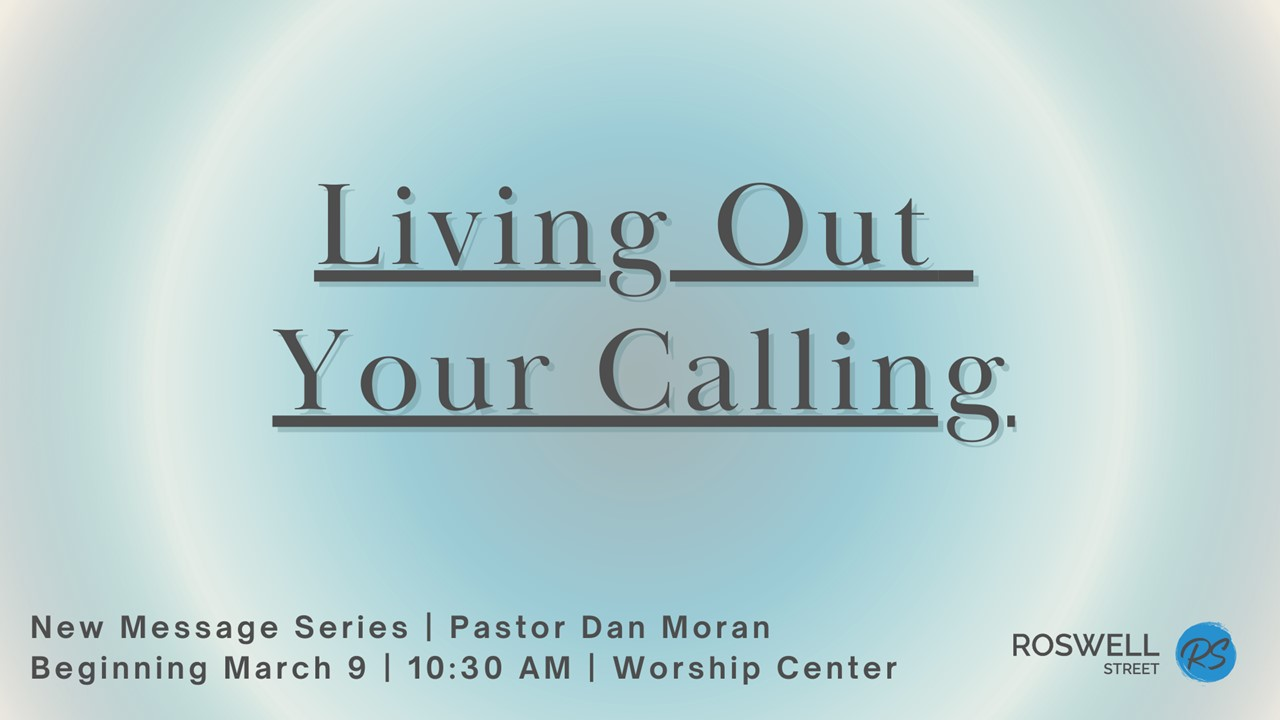 Living Out
Your Calling.
New Message Series | Pastor Dan Moran
Beginning March 9 | 10:30 AM | Worship Center
ROSWELL
STREET
RS